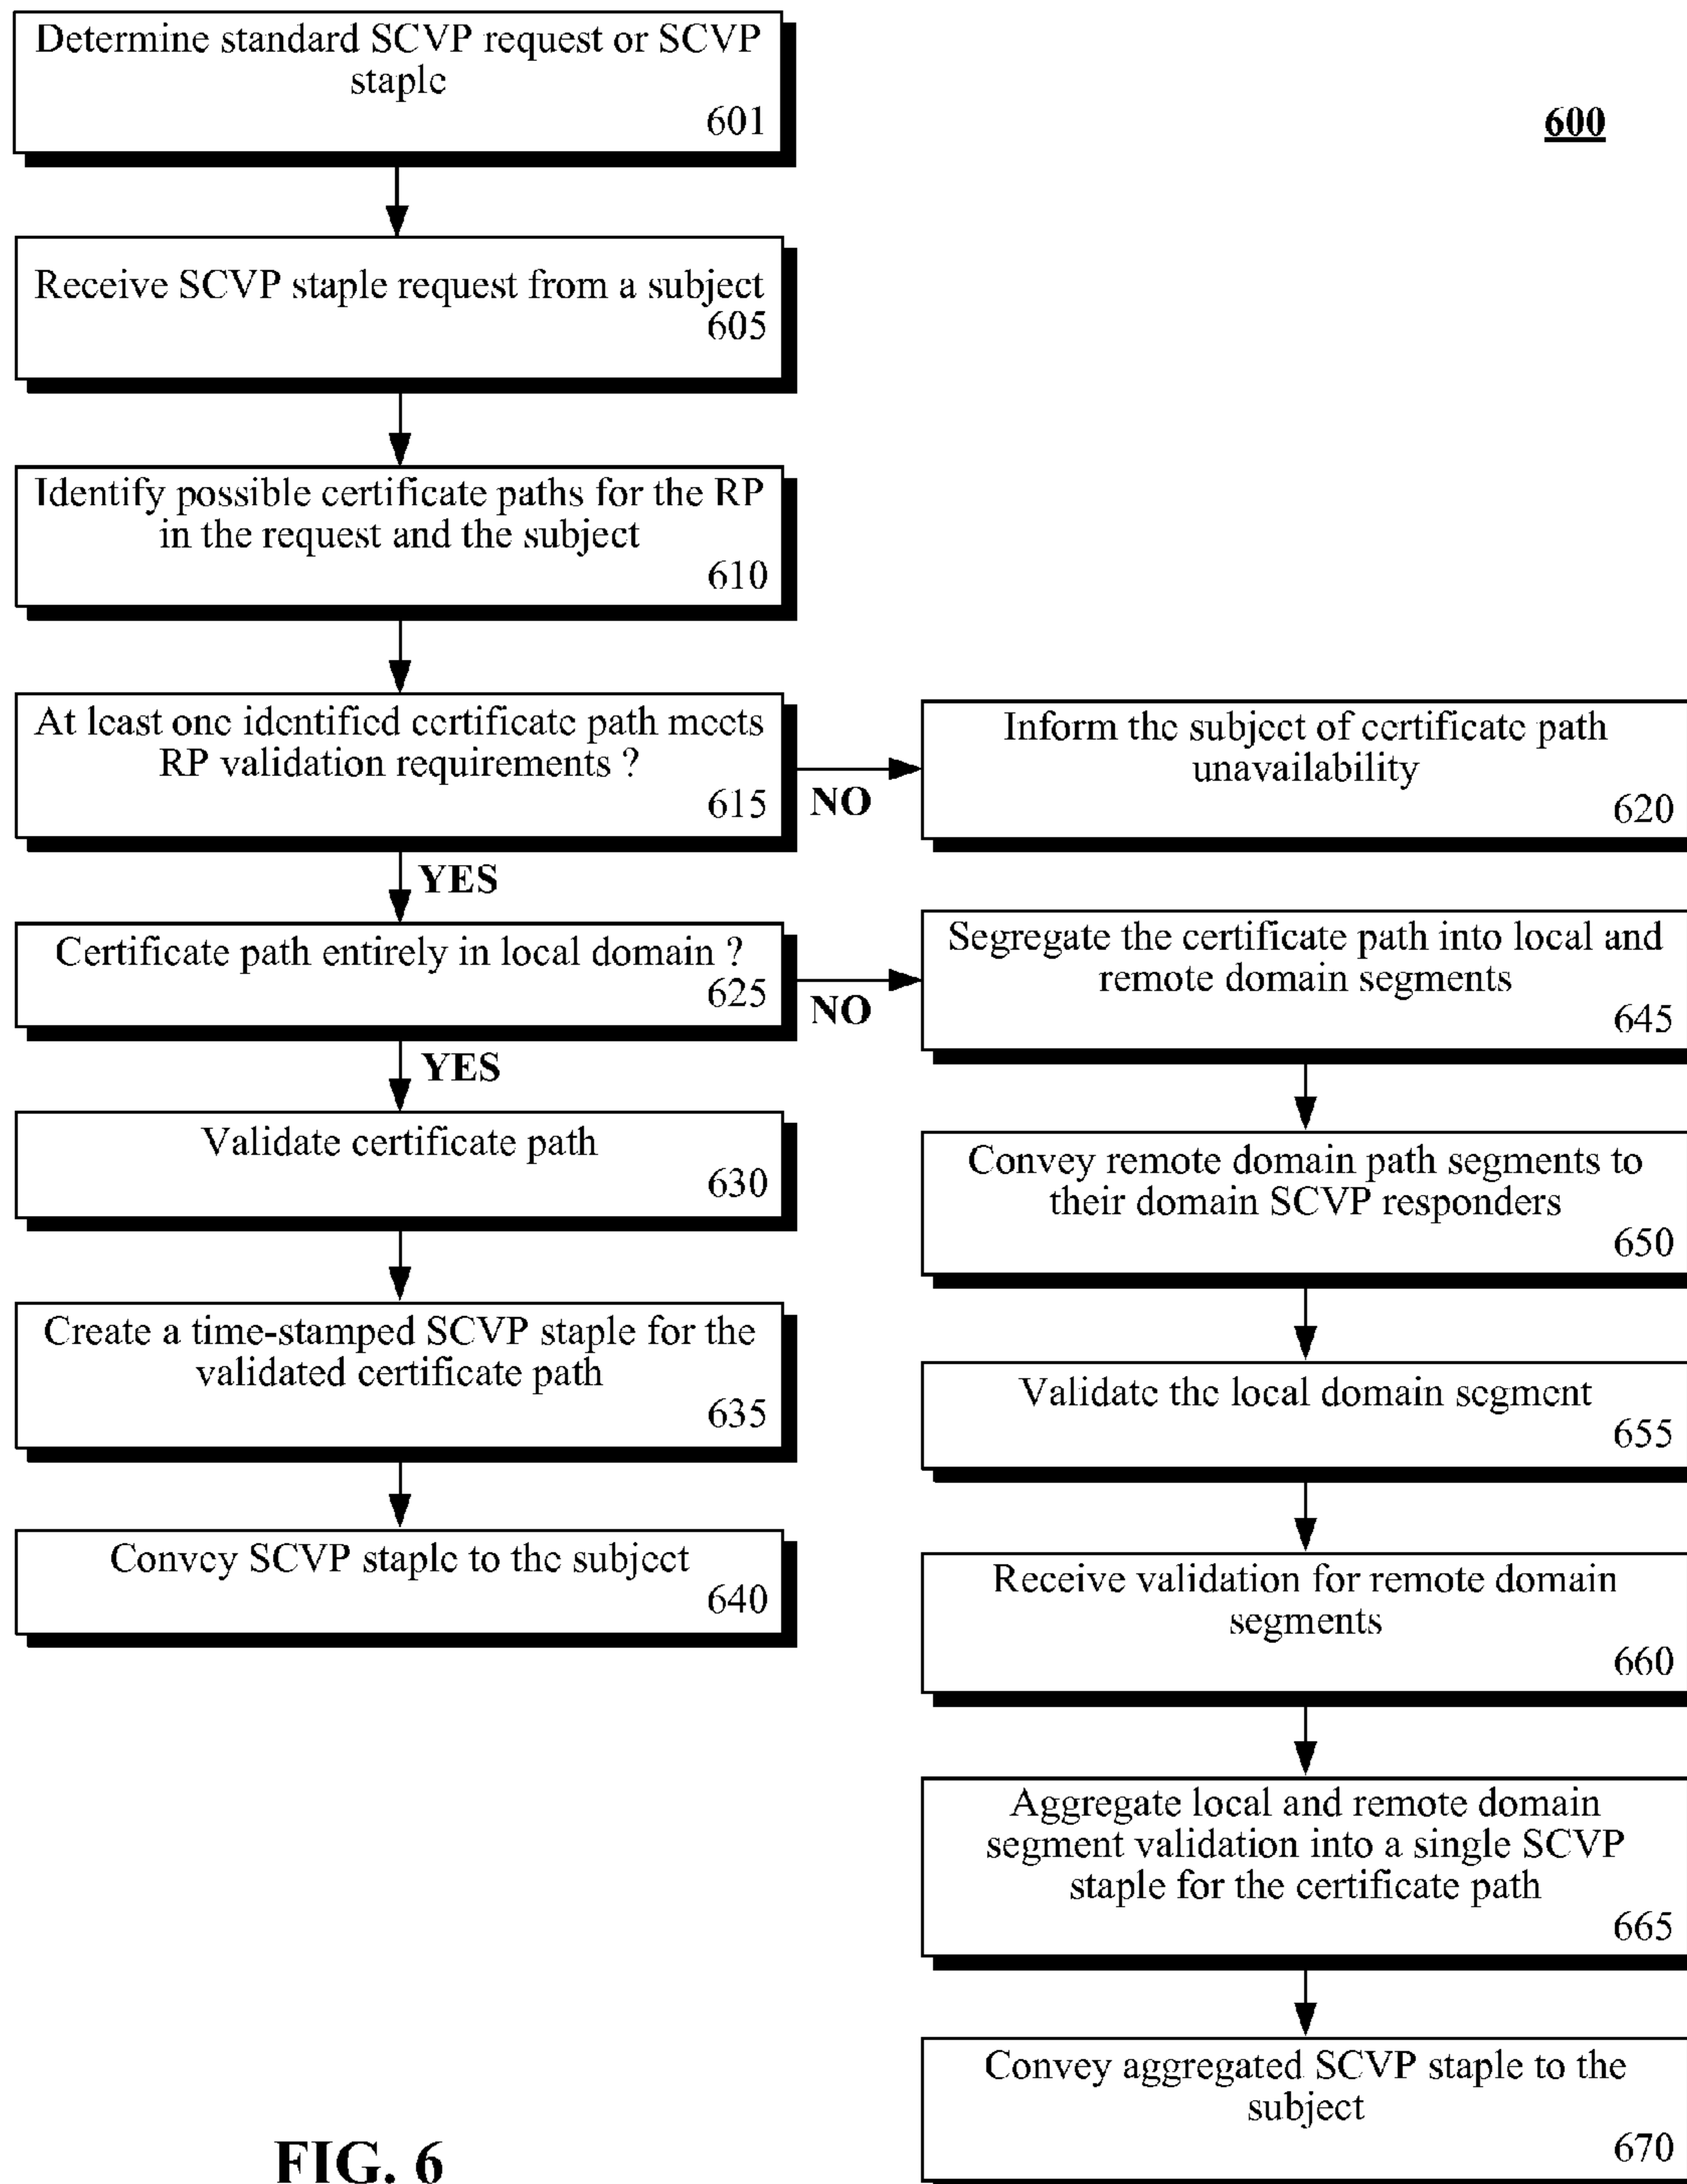 Determine standard SCVP request or SCVP
staple
601
600
Receive SCVP staple request from a subject
605
Identify possible certificate paths for the RP
in the request and the subject
610
At least one identified certificate path meets
RP validation requirements ?
615
NO
Inform the subject of certificate path
unavailability
620
YES
Certificate path entirely in local domain ?
625
NO
Segregate the certificate path into local and
remote domain segments
645
YES
Validate certificate path
630
Convey remote domain path segments to
their domain SCVP responders
650
Create a time-stamped SCVP staple for the
validated certificate path
635
Validate the local domain segment
655
Convey SCVP staple to the subject
640
Receive validation for remote domain
segments
660
Aggregate local and remote domain
segment validation into a single SCVP
staple for the certificate path
665
Convey aggregated SCVP staple to the
subject
670
FIG. 6